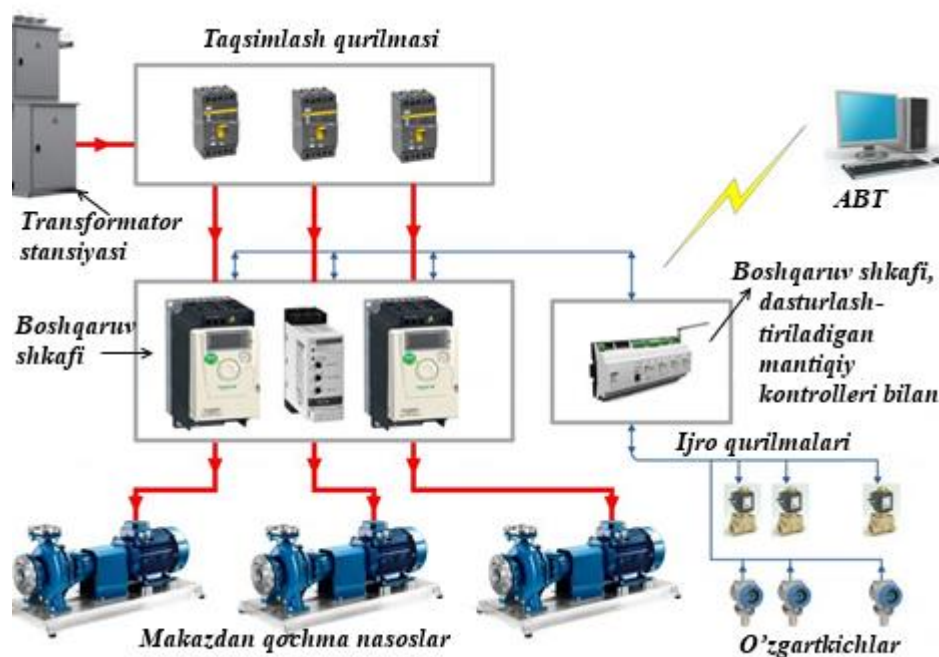 Taqsimlash qurilmasi
Transformator
stansiyasi
ABT
Boshqaruv
shkafi
Boshqaruv shkafi,
dasturlash-
tiriladigan
mantiqiy
kontrolleri bilan
Ijro qurilmalari
Makazdan qochma nasoslar
O'zgartkichlar